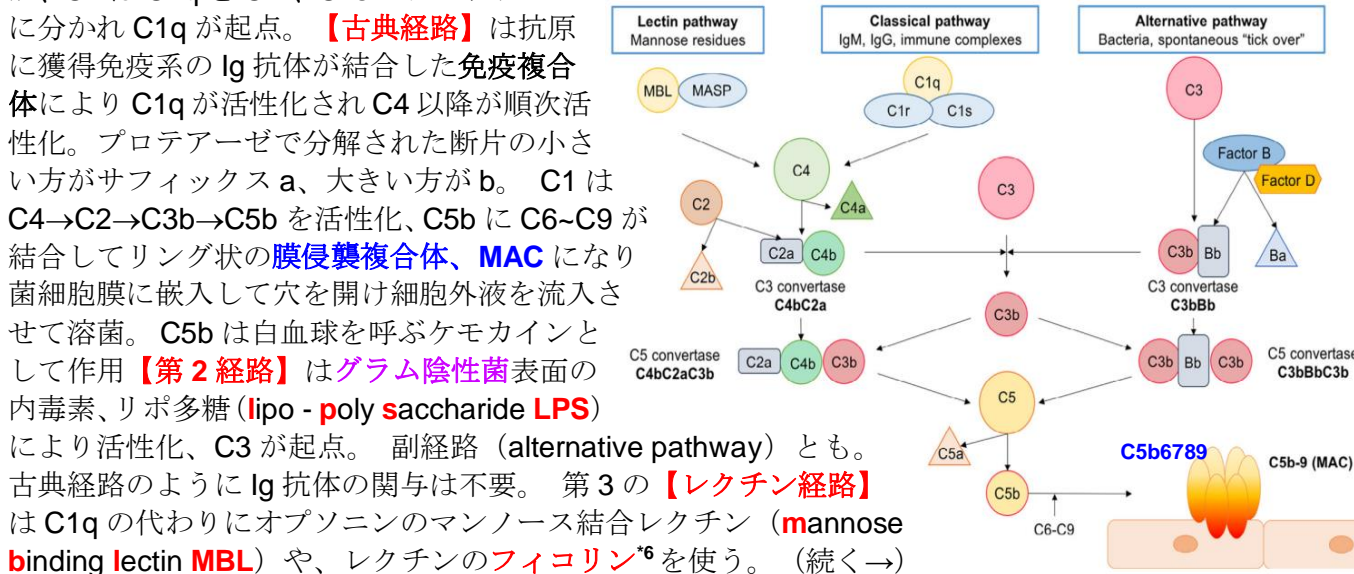 に分かれ C1q が起点。 【古典経路】は抗原
に獲得免疫系の Ig 抗体が結合した免疫複合
体により C1q が活性化され C4 以降が順次活
性化。プロテアーゼで分解された断片の小さ
い方がサフィックス a、大きい方が b。 C1 は
C4→C2→C3b→C5b を活性化、C5b に C6~C9 が
結合してリング状の膜侵襲複合体、MAC になり
菌細胞膜に嵌入して穴を開け細胞外液を流入さ
せて溶菌。 C5b は白血球を呼ぶケモカインと
して作用【第 2 経路】はグラム陰性菌表面の
内毒素、リポ多糖（lipo - poly saccharide LPS）
により活性化、C3 が起点。 副経路（alternative pathway）とも。
古典経路のように Ig 抗体の関与は不要。 第 3 の【レクチン経路】
は C1q の代わりにオプソニンのマンノース結合レクチン（mannose
binding lectin MBL）や、レクチンのフィコリン*6 を使う。 （続く→）
Lectin pathway
Mannose residues
Classical pathway
IgM, IgG, immune complexes
Alternative pathway
Bacteria, spontaneous “tick over”
MBL
MASP
C1q
C1r
C1s
C3
Factor B
Factor D
C4
C4a
C2
C2b
C2a
C4b
C3 convertase
C4bC2a
C3
C3b
Bb
Ba
C3 convertase
C3bBb
C3b
C5 convertase
C4bC2aC3b
C2a
C4b
C3b
C3b
Bb
C3b
C5 convertase
C3bBbC3b
C5
C5a
C5b
C6-C9
C5b6789
C5b-9 (MAC)